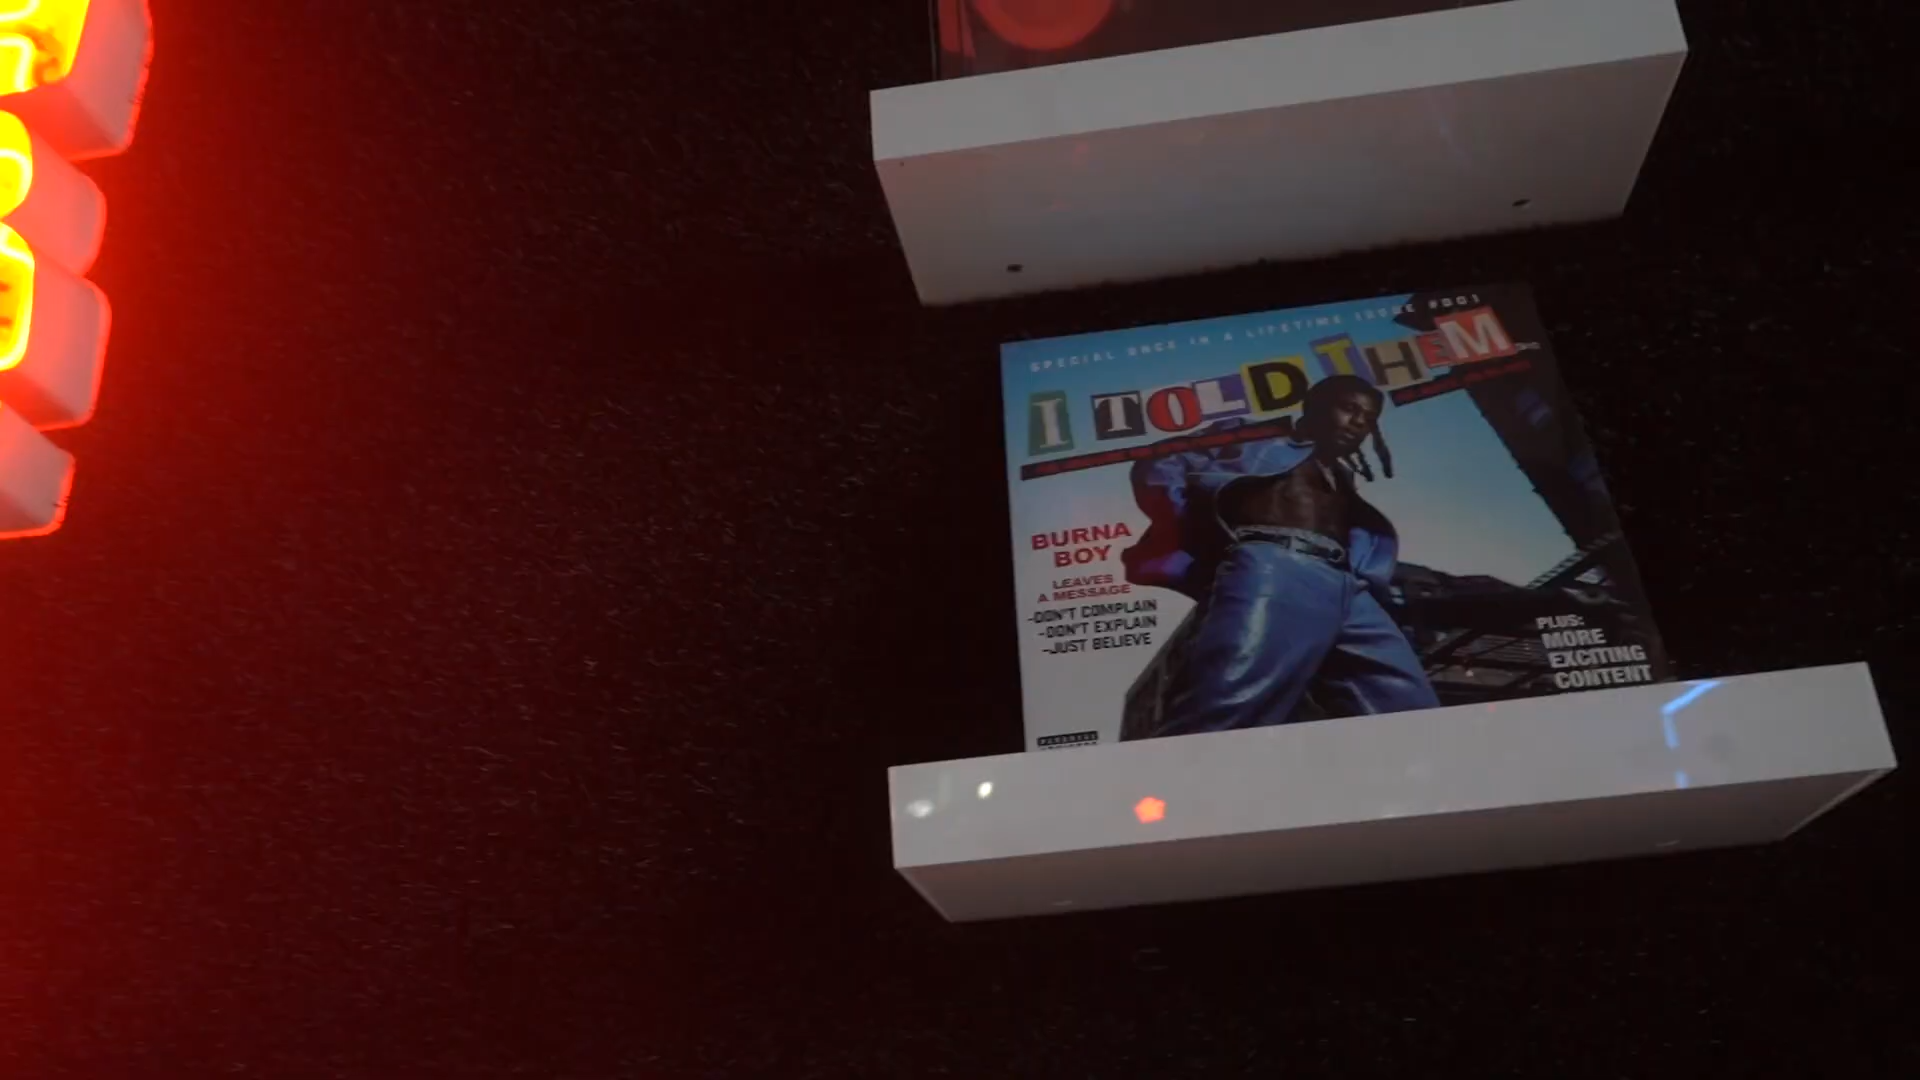 SPECIAL ONCE IN A LIFETIME ISSUE #001
I TOLD THEM
BURNA
BOY
LEAVES
A MESSAGE
-DON'T COMPLAIN
-DON'T EXPLAIN
-JUST BELIEVE
PLUS:
MORE
EXCITING
CONTENT
PARENTAL